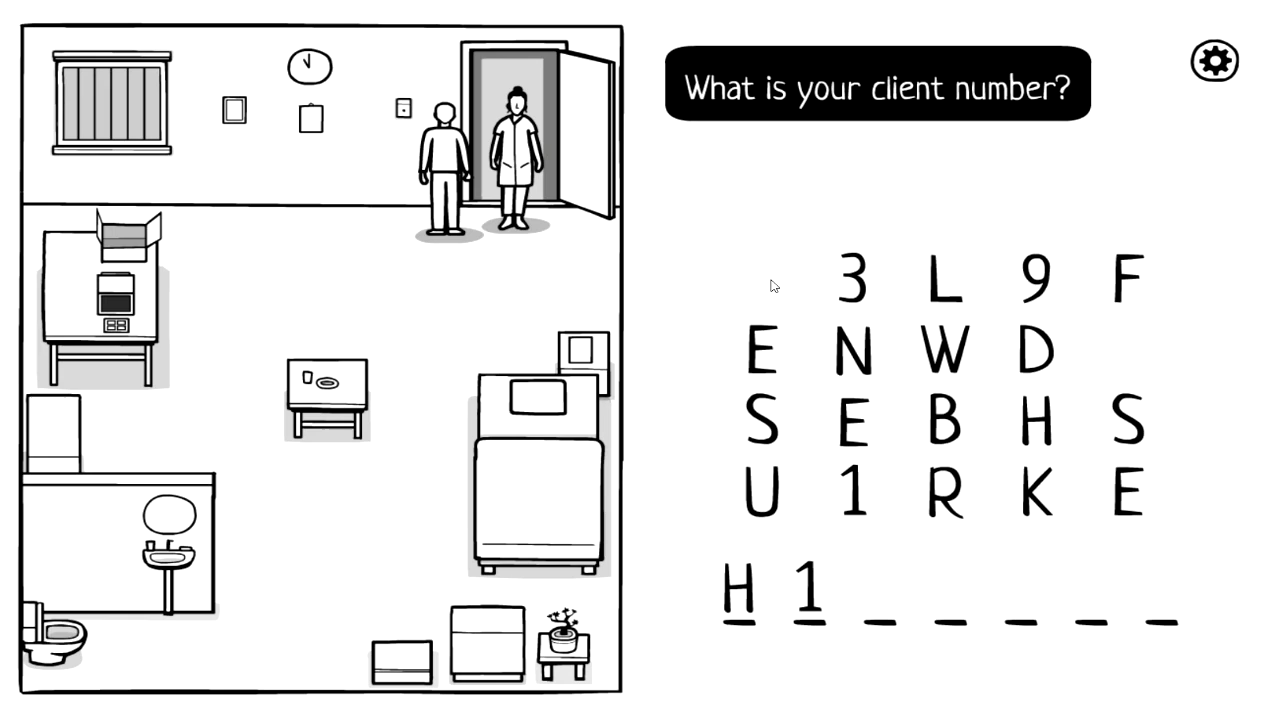 What is your client number?
3 L 9 F
E N W D
S E B H S
U 1 R K E
H 1 _ _ _ _ _